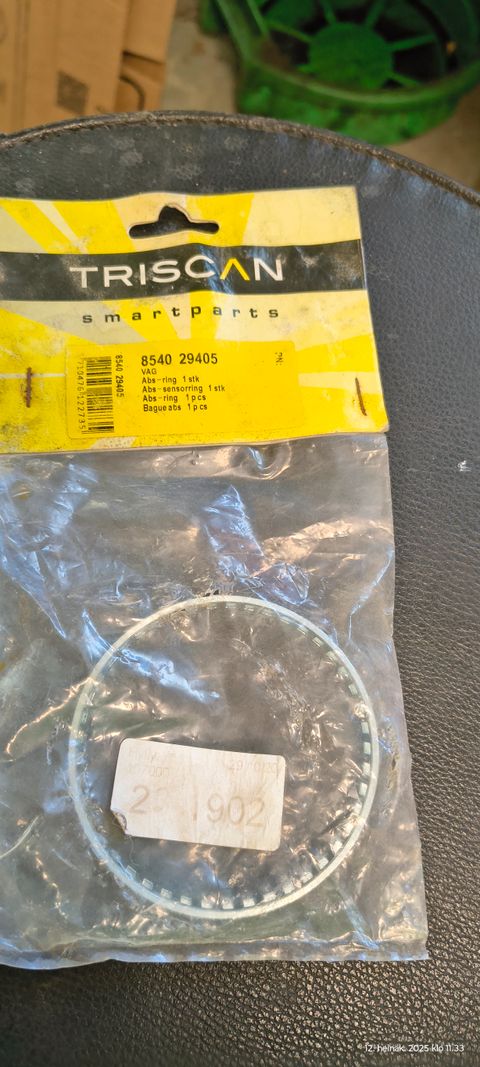 TRISCAN
smartparts
8540 29405
VAG
Abs-ring 1 stk
Abs-sensorring 1 stk
Abs-ring 1 pcs
Bague abs 1 pcs
8540 29405
1902
12. heinäk. 2025 klo 11.33